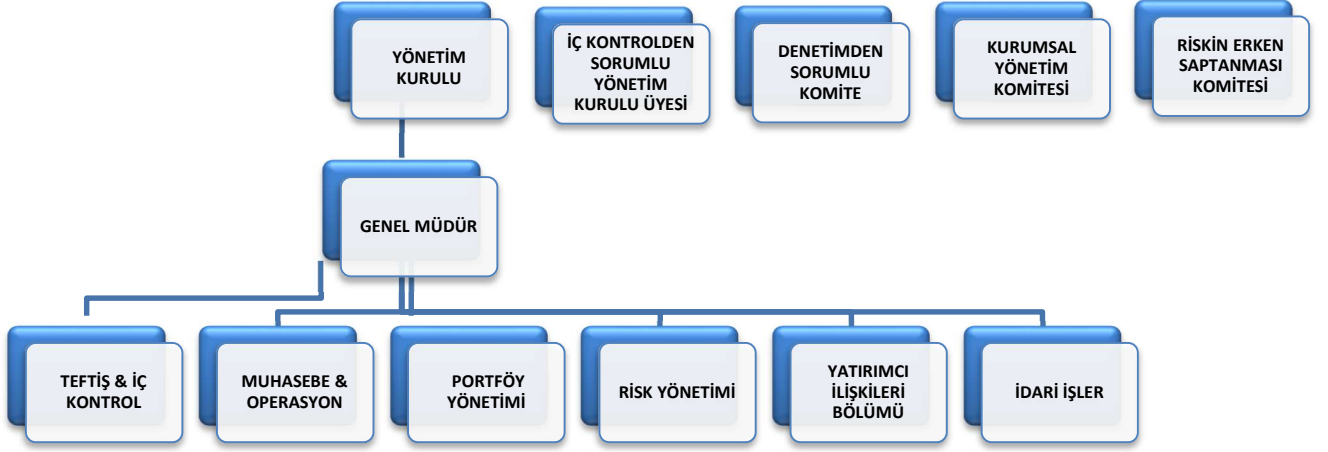 YÖNETİM
KURULU
İÇ KONTROLDEN
SORUMLU
YÖNETİM
KURULU ÜYESİ
DENETİMDEN
SORUMLU
KOMİTE
KURUMSAL
YÖNETİM
KOMİTESİ
RİSKİN ERKEN
SAPTANMASI
KOMİTESİ
GENEL MÜDÜR
TEFTİŞ & İÇ
KONTROL
MUHASEBE &
OPERASYON
PORTFÖY
YÖNETİMİ
RİSK YÖNETİMİ
YATIRIMCI
İLİŞKİLERİ
BÖLÜMÜ
İDARİ İŞLER